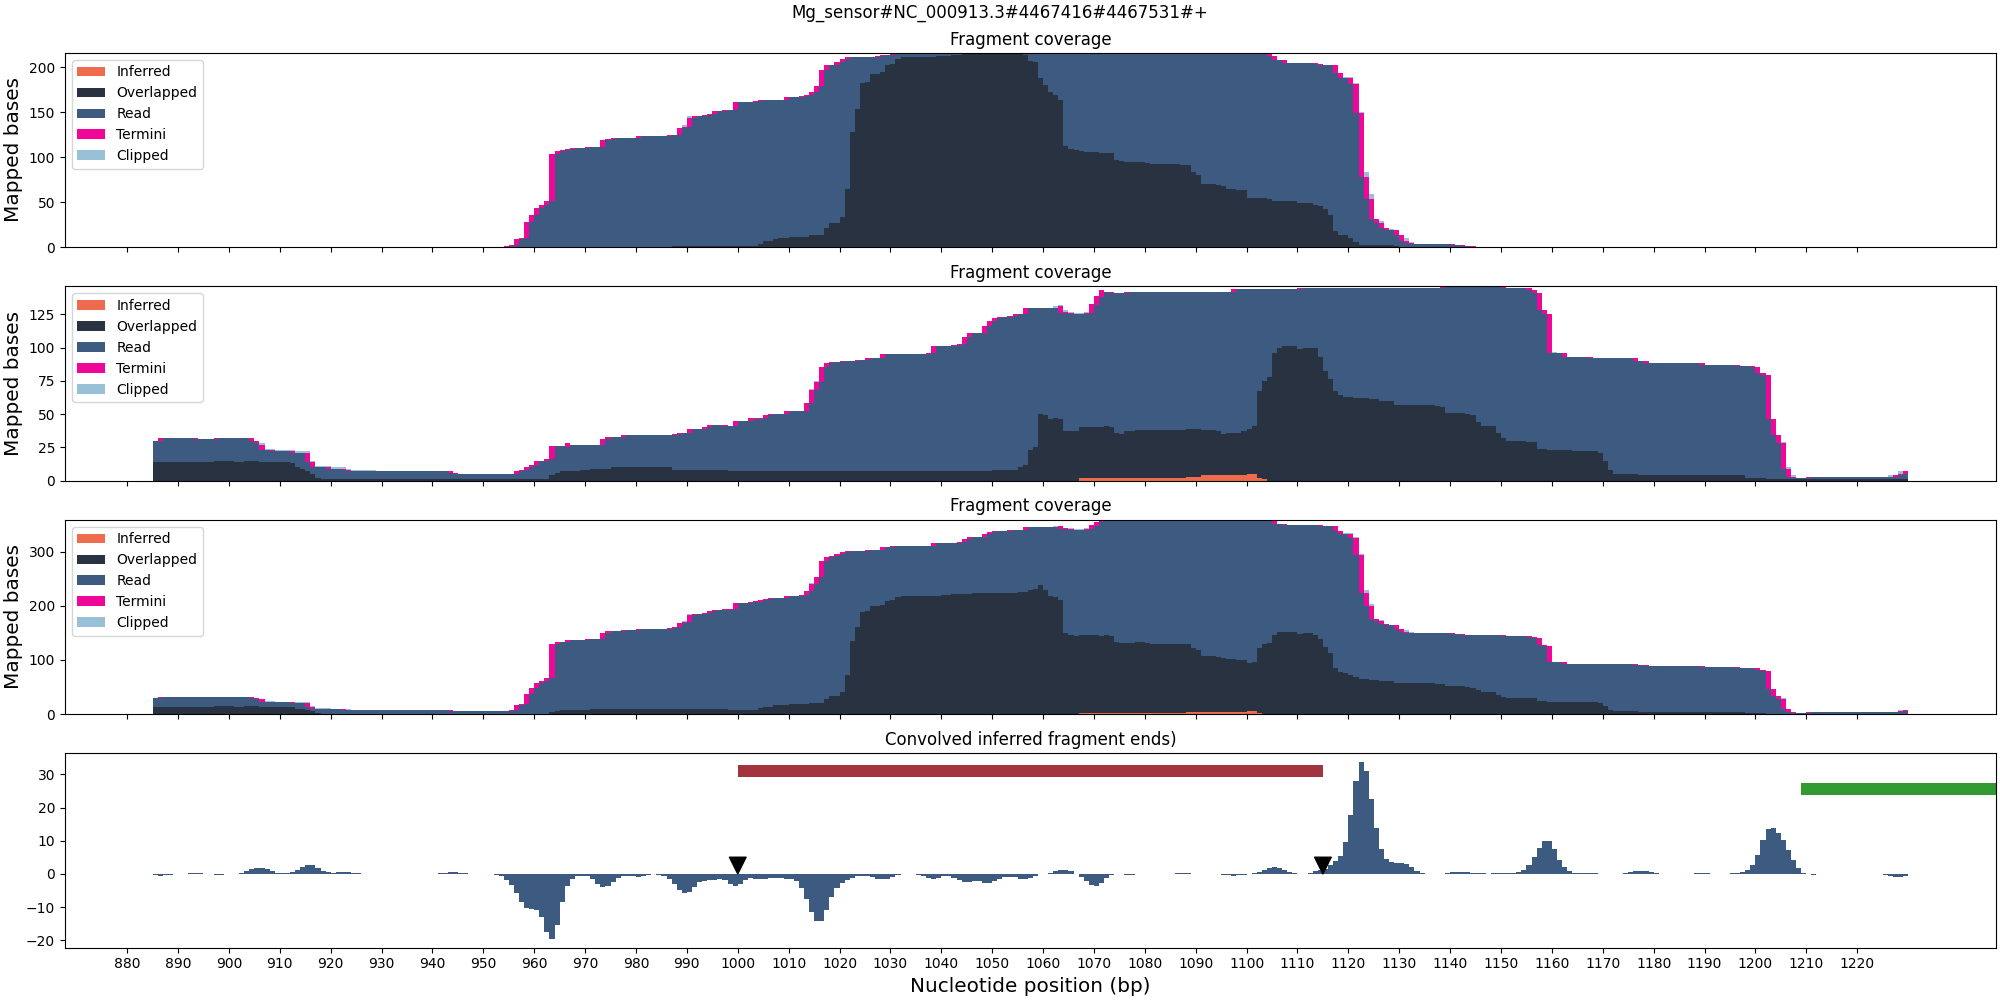 Mg_sensor#NC_000913.3#4467416#4467531#+
Fragment coverage
Mapped bases
200
150
100
50
0
Inferred
Overlapped
Read
Termini
Clipped
Fragment coverage
Mapped bases
125
100
75
50
25
0
Inferred
Overlapped
Read
Termini
Clipped
Fragment coverage
Mapped bases
300
200
100
0
Inferred
Overlapped
Read
Termini
Clipped
Convolved inferred fragment ends)
30
20
10
0
−10
−20
880 890 900 910 920 930 940 950 960 970 980 990 1000 1010 1020 1030 1040 1050 1060 1070 1080 1090 1100 1110 1120 1130 1140 1150 1160 1170 1180 1190 1200 1210 1220
Nucleotide position (bp)